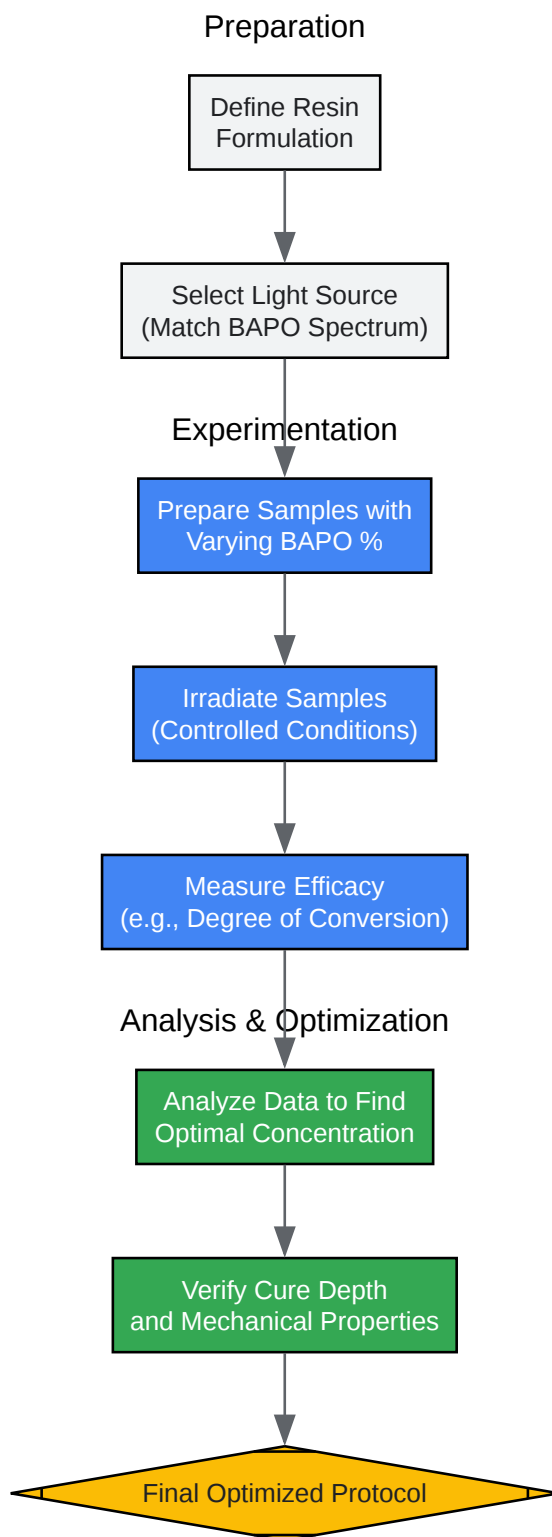 Preparation
Define Resin
Formulation
Select Light Source
(Match BAPO Spectrum)
Experimentation
Prepare Samples with
Varying BAPO %
Irradiate Samples
(Controlled Conditions)
Measure Efficacy
(e.g., Degree of Conversion)
Analysis & Optimization
Analyze Data to Find
Optimal Concentration
Verify Cure Depth
and Mechanical Properties
Final Optimized Protocol